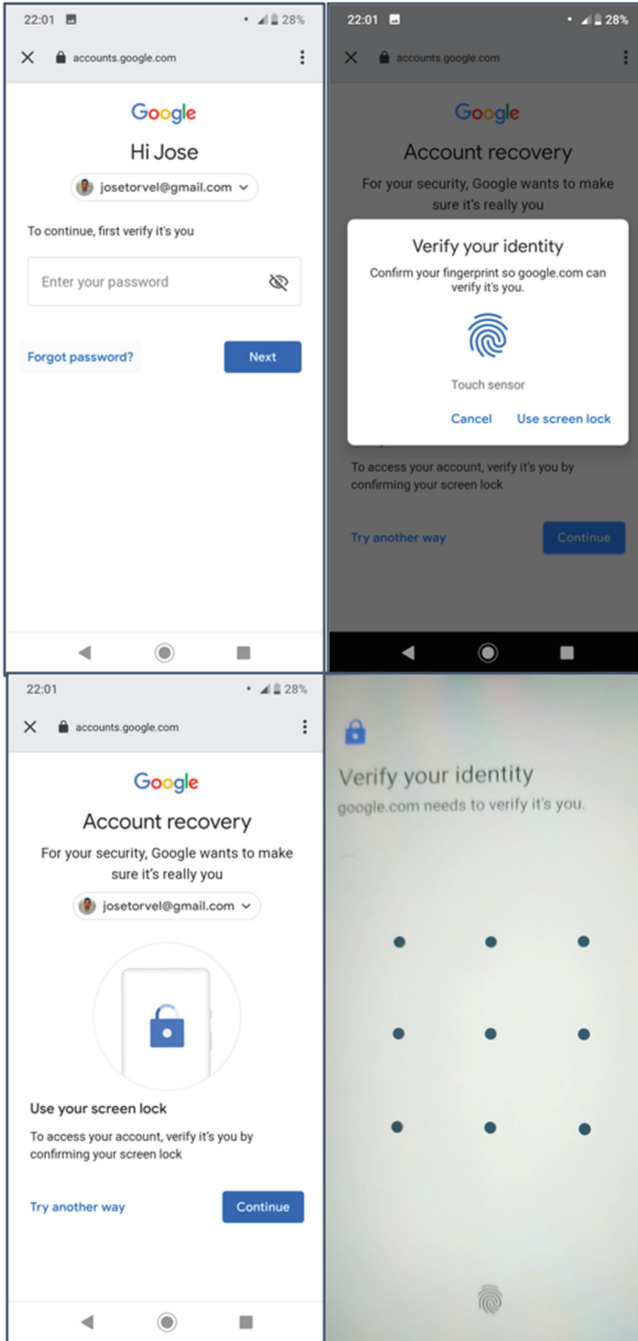 22:01
28%
accounts.google.com
Google
Hi Jose
josetorvel@gmail.com
To continue, first verify it's you
Enter your password
Forgot password?
Next
22:01
28%
accounts.google.com
Google
Account recovery
For your security, Google wants to make
sure it's really you
Verify your identity
Confirm your fingerprint so google.com can
verify it's you.
Touch sensor
Cancel
Use screen lock
To access your account, verify it's you by
confirming your screen lock
Try another way
Continue
22:01
28%
accounts.google.com
Google
Account recovery
For your security, Google wants to make
sure it's really you
josetorvel@gmail.com
Use your screen lock
To access your account, verify it's you by
confirming your screen lock
Try another way
Continue
Verify your identity
google.com needs to verify it's you.